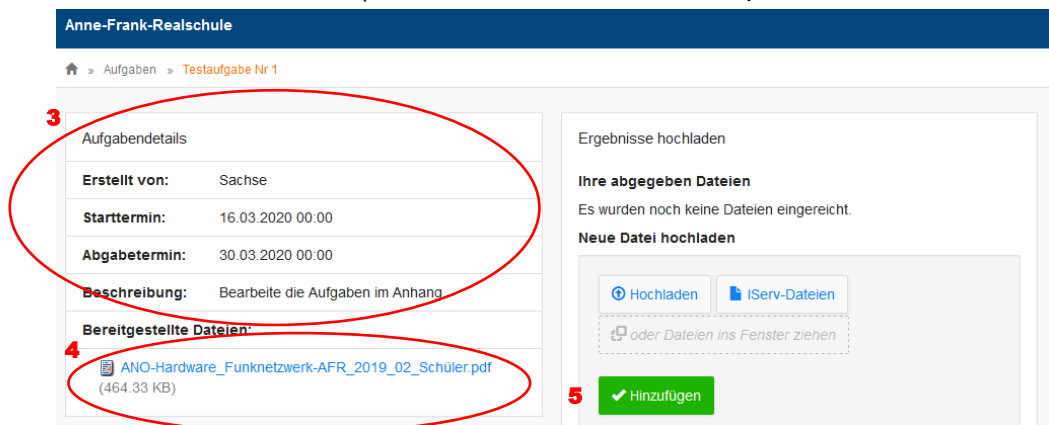 Anne-Frank-Realschule
» Aufgaben » Testaufgabe Nr 1
3
Aufgabendetails
Erstellt von: Sachse
Starttermin: 16.03.2020 00:00
Abgabetermin: 30.03.2020 00:00
Beschreibung: Bearbeite die Aufgaben im Anhang
Bereitgestellte Dateien:
4
ANO-Hardware_Funknetzwerk-AFR_2019_02_Schüler.pdf
(464.33 KB)
Ergebnisse hochladen
Ihre abgegeben Dateien
Es wurden noch keine Dateien eingereicht.
Neue Datei hochladen
Hochladen IServ-Dateien
oder Dateien ins Fenster ziehen
5 Hinzufügen